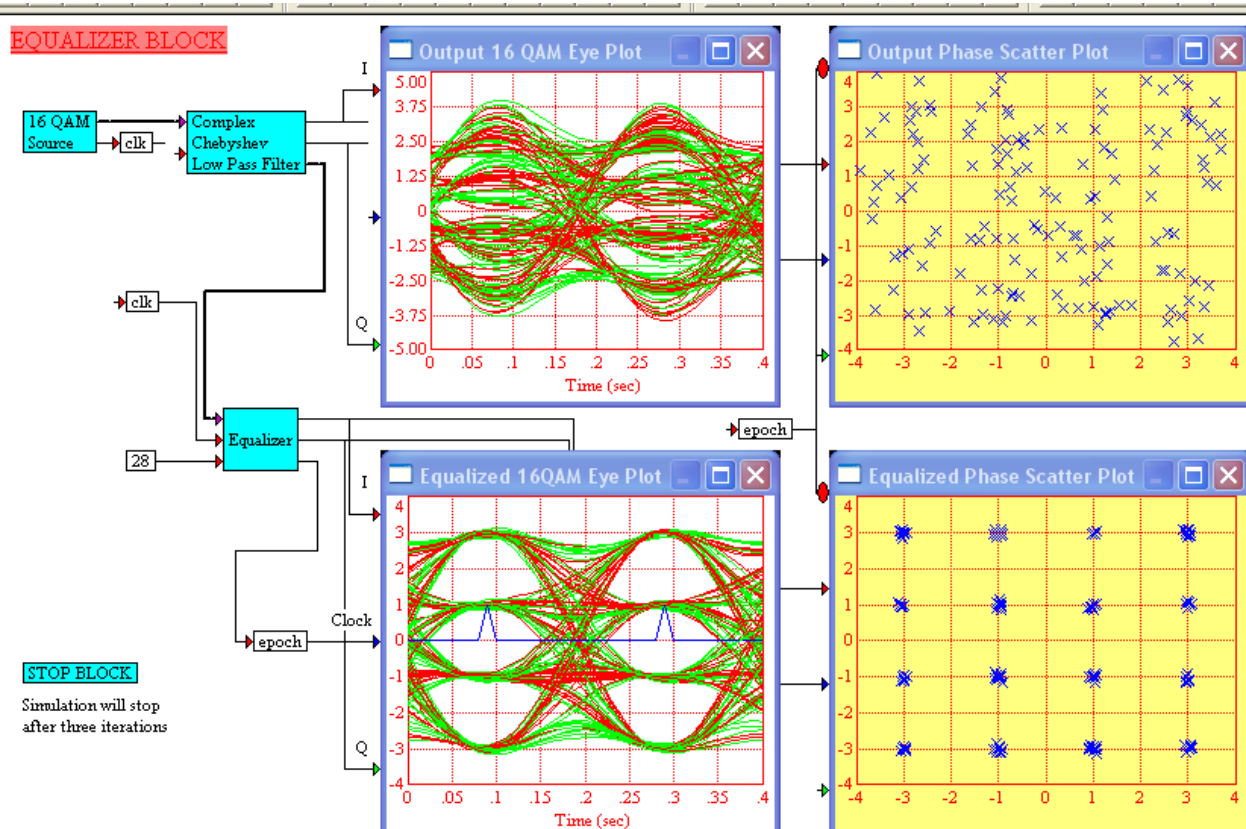 EQUALIZER BLOCK
16 QAM
Source
clk
Complex
Chebyshev
Low Pass Filter
I
Q
Output 16 QAM Eye Plot
5.00
3.75
2.50
1.25
0
-1.25
-2.50
-3.75
-5.00
0 .05 .1 .15 .2 .25 .3 .35 .4
Time (sec)
Output Phase Scatter Plot
4
3
2
1
0
-1
-2
-3
-4
-4 -3 -2 -1 0 1 2 3 4
clk
28
Equalizer
epoch
epoch
I
Clock
Q
Equalized 16QAM Eye Plot
4
3
2
1
0
-1
-2
-3
-4
0 .05 .1 .15 .2 .25 .3 .35 .4
Time (sec)
Equalized Phase Scatter Plot
4
3
2
1
0
-1
-2
-3
-4
-4 -3 -2 -1 0 1 2 3 4
STOP BLOCK
Simulation will stop
after three iterations